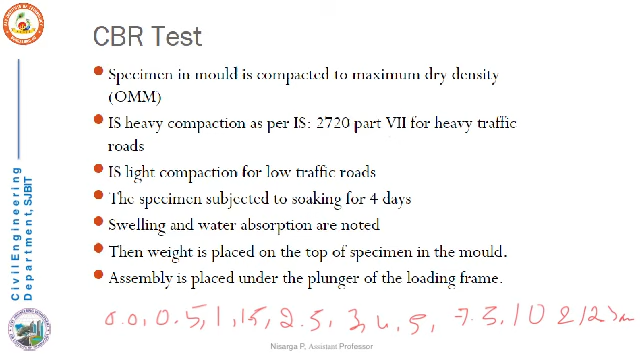 CBR Test
Specimen in mould is compacted to maximum dry density
(OMM)
IS heavy compaction as per IS: 2720 part VII for heavy traffic
roads
IS light compaction for low traffic roads
The specimen subjected to soaking for 4 days
Swelling and water absorption are noted
Then weight is placed on the top of specimen in the mould.
Assembly is placed under the plunger of the loading frame.
0.0, 0.5, 1, 1.5, 2.5, 3, 4, 5, 7.5, 10 & 12.5m
Civil Engineering
Department, SJBIT
Nisarga P, Assistant Professor